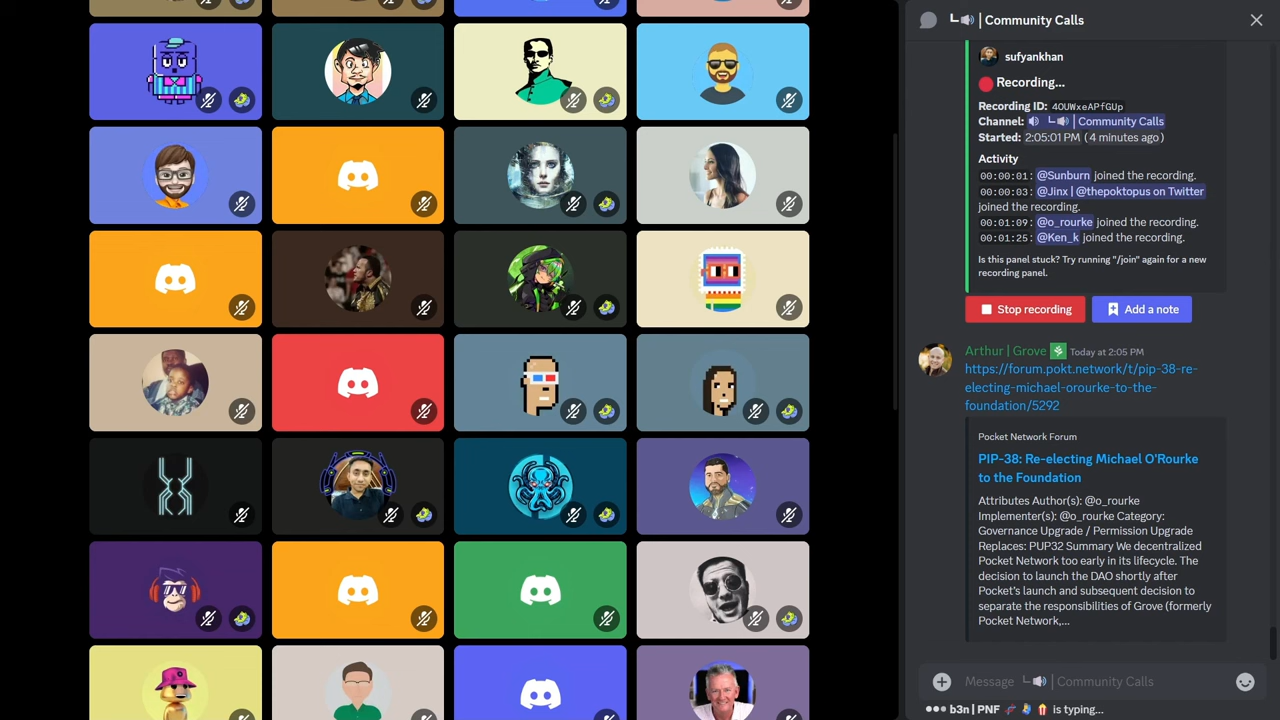 ┗🔊 | Community Calls
sufyankhan
Recording...
Recording ID: 4OUWxeAPfGUp
Channel: ┗🔊 | Community Calls
Started: 2:05:01 PM (4 minutes ago)
Activity
00:00:01: @Sunburn joined the recording.
00:00:03: @Jinx | @thepoktopus on Twitter
joined the recording.
00:01:09: @o_rourke joined the recording.
00:01:25: @Ken_k joined the recording.
Is this panel stuck? Try running "/join" again for a new
recording panel.
Stop recording
Add a note
Arthur | Grove Today at 2:05 PM
https://forum.pokt.network/t/pip-38-re-
electing-michael-orourke-to-the-
foundation/5292
Pocket Network Forum
PIP-38: Re-electing Michael O'Rourke
to the Foundation
Attributes Author(s): @o_rourke
Implementer(s): @o_rourke Category:
Governance Upgrade / Permission Upgrade
Replaces: PUP32 Summary We decentralized
Pocket Network too early in its lifecycle. The
decision to launch the DAO shortly after
Pocket's launch and subsequent decision to
separate the responsibilities of Grove (formerly
Pocket Network,...
Message ┗🔊 | Community Calls
b3n | PNF is typing...